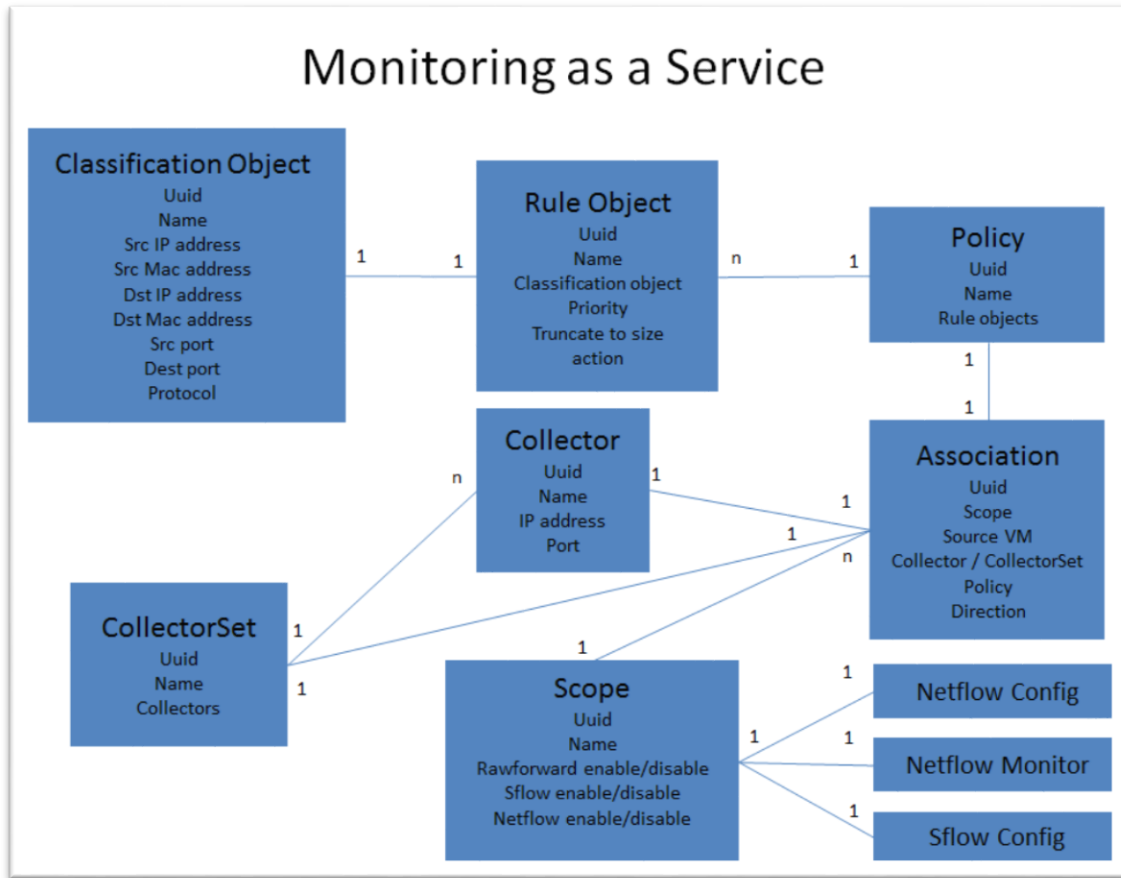 Monitoring as a Service
Classification Object
Uuid
Name
Src IP address
Src Mac address
Dst IP address
Dst Mac address
Src port
Dest port
Protocol
1
1
Rule Object
Uuid
Name
Classification object
Priority
Truncate to size
action
n
1
Policy
Uuid
Name
Rule objects
1
1
Collector
Uuid
Name
IP address
Port
n
1
1
1
n
Association
Uuid
Scope
Source VM
Collector / CollectorSet
Policy
Direction
CollectorSet
Uuid
Name
Collectors
1
1
1
Scope
Uuid
Name
Rawforward enable/disable
Sflow enable/disable
Netflow enable/disable
1
1
1
1
Netflow Config
Netflow Monitor
Sflow Config